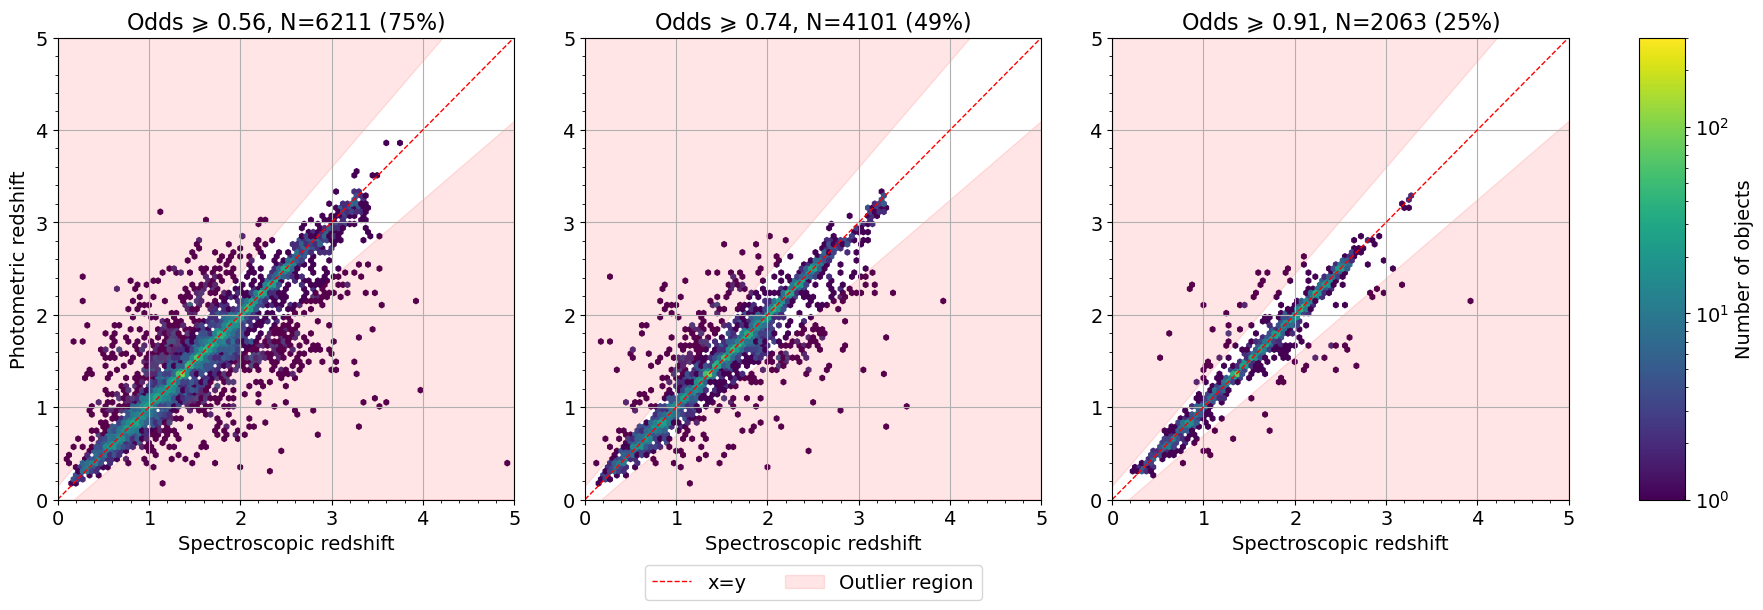 Odds ⩾ 0.56, N=6211 (75%)
Odds ⩾ 0.74, N=4101 (49%)
Odds ⩾ 0.91, N=2063 (25%)
Photometric redshift
5
4
3
2
1
0
0 1 2 3 4 5
Spectroscopic redshift
5
4
3
2
1
0
0 1 2 3 4 5
Spectroscopic redshift
5
4
3
2
1
0
0 1 2 3 4 5
Spectroscopic redshift
10²
10¹
10⁰
Number of objects
x=y
Outlier region